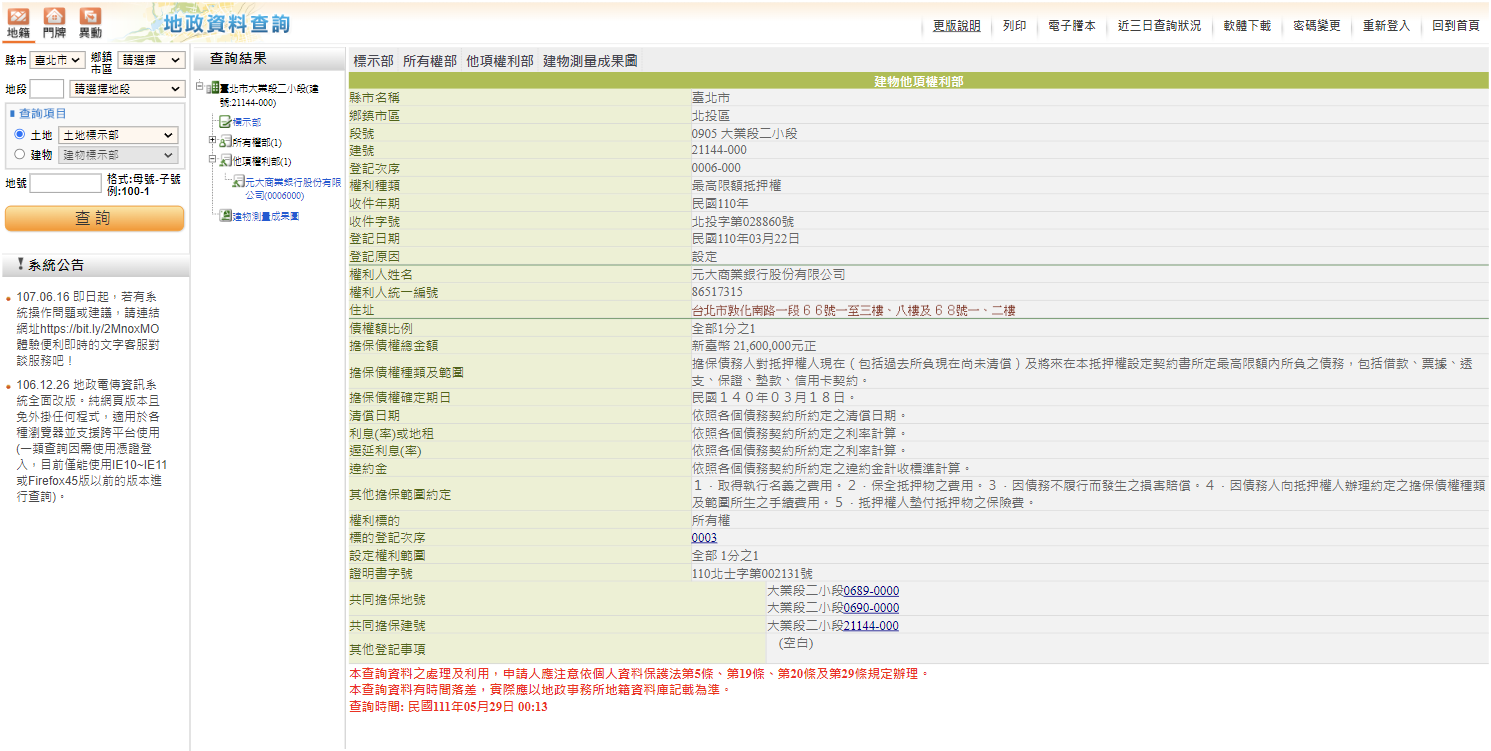 地籍 門牌 異動 地政資料查詢
更版說明 列印 電子謄本 近三日查詢狀況 軟體下載 密碼變更 重新登入 回到首頁
縣市 臺北市 鄉鎮市區 請選擇
地段 請選擇地段
查詢項目
土地 土地標示部
建物 建物標示部
地號 格式:母號-子號
例:100-1
查詢
系統公告
107.06.16 即日起，若有系
統操作問題或建議，請連結
網址https://bit.ly/2MnoxMO
體驗便利即時的文字客服對
談服務吧！
106.12.26 地政電傳資訊系
統全面改版。純網頁版本且
免外掛任何程式，適用於各
種瀏覽器並支援跨平台使用
(一類查詢因需使用憑證登
入，目前僅能使用IE10~IE11
或Firefox45版以前的版本進
行查詢)。
查詢結果
臺北市大業段二小段(建
號:21144-000)
標示部
所有權部(1)
他項權利部(1)
元大商業銀行股份有限
公司(0006000)
建物測量成果圖
標示部 所有權部 他項權利部 建物測量成果圖
建物他項權利部
縣市名稱 臺北市
鄉鎮市區 北投區
段號 0905 大業段二小段
建號 21144-000
登記次序 0006-000
權利種類 最高限額抵押權
收件年期 民國110年
收件字號 北投字第028860號
登記日期 民國110年03月22日
登記原因 設定
權利人姓名 元大商業銀行股份有限公司
權利人統一編號 86517315
住址 台北市敦化南路一段６６號一至三樓、八樓及６８號一、二樓
債權額比例 全部1分之1
擔保債權總金額 新臺幣 21,600,000元正
擔保債權種類及範圍 擔保債務人對抵押權人現在（包括過去所負現在尚未清償）及將來在本抵押權設定契約書所定最高限額內所負之債務，包括借款、票據、透
支、保證、墊款、信用卡契約。
擔保債權確定期日 民國１４０年０３月１８日。
清償日期 依照各個債務契約所約定之清償日期。
利息(率)或地租 依照各個債務契約所約定之利率計算。
遲延利息(率) 依照各個債務契約所約定之利率計算。
違約金 依照各個債務契約所約定之違約金計收標準計算。
其他擔保範圍約定 １．取得執行名義之費用。２．保全抵押物之費用。３．因債務不履行而發生之損害賠償。４．因債務人向抵押權人辦理約定之擔保債權種類
及範圍所生之手續費用。５．抵押權人墊付抵押物之保險費。
權利標的 所有權
標的登記次序 0003
設定權利範圍 全部 1分之1
證明書字號 110北士字第002131號
共同擔保地號 大業段二小段0689-0000
大業段二小段0690-0000
共同擔保建號 大業段二小段21144-000
其他登記事項 (空白)
本查詢資料之處理及利用，申請人應注意依個人資料保護法第5條、第19條、第20條及第29條規定辦理。
本查詢資料有時間落差，實際應以地政事務所地籍資料庫記載為準。
查詢時間: 民國111年05月29日 00:13